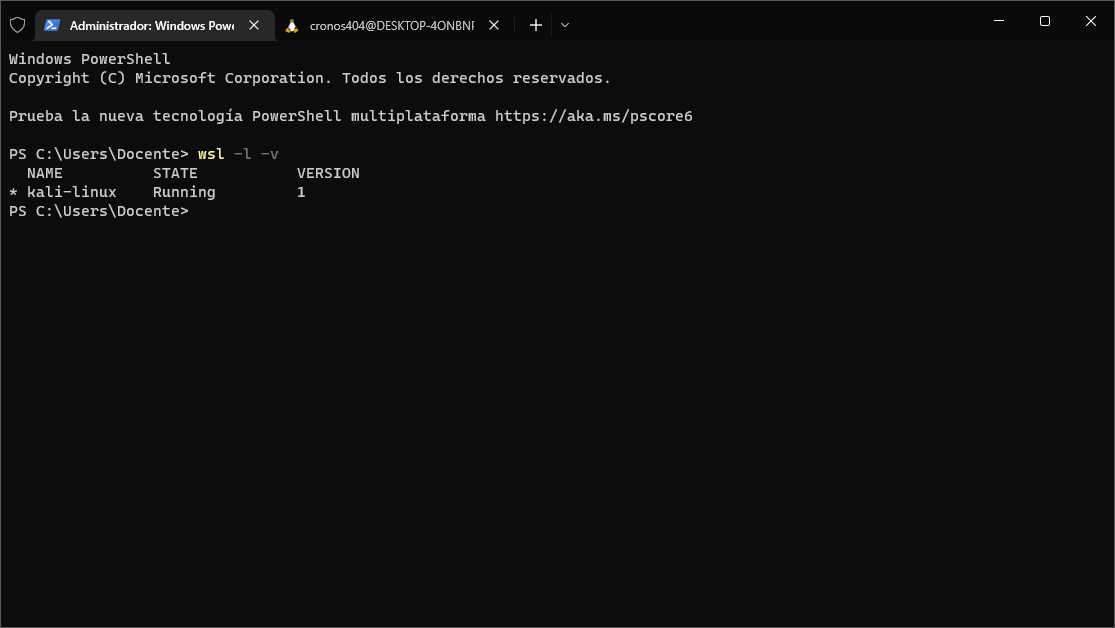 Administrador: Windows Powe
cronos404@DESKTOP-4ONBNF
Windows PowerShell
Copyright (C) Microsoft Corporation. Todos los derechos reservados.
Prueba la nueva tecnología PowerShell multiplataforma https://aka.ms/pscore6
PS C:\Users\Docente> wsl -l -v
  NAME          STATE           VERSION
* kali-linux    Running         1
PS C:\Users\Docente>